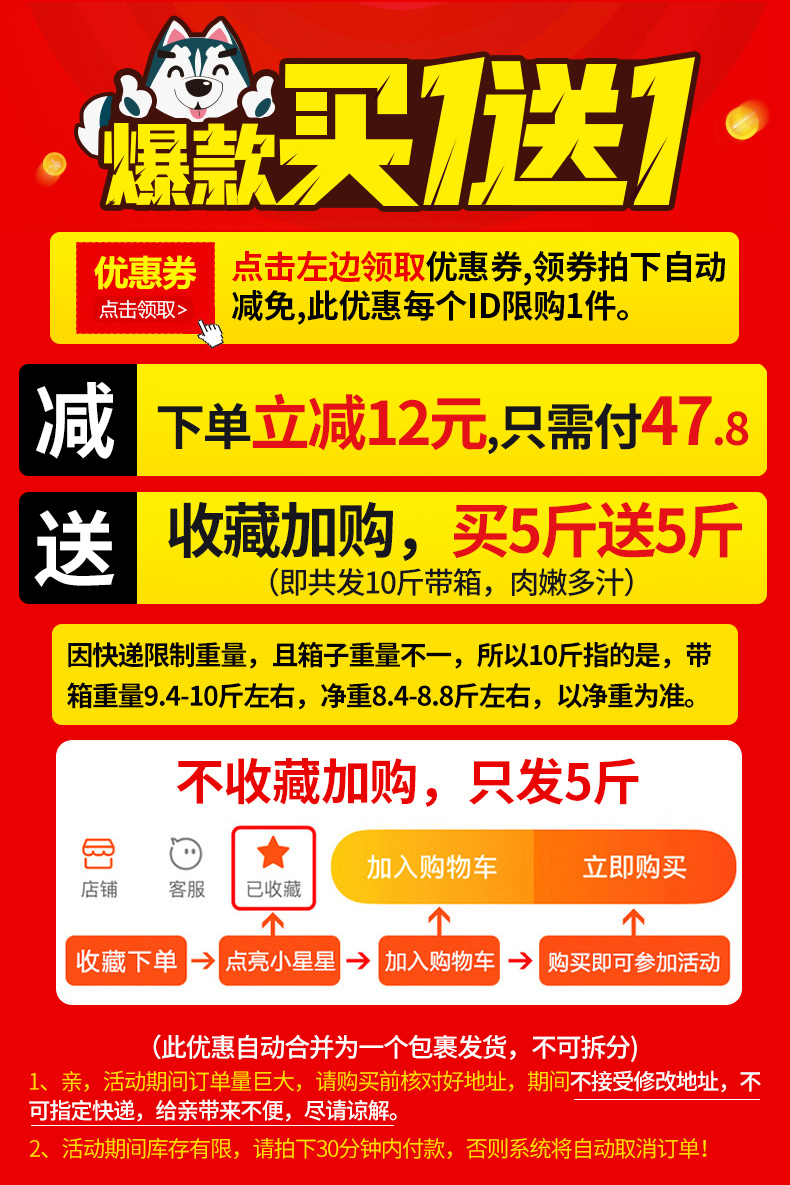 爆款买1送1
优惠券
点击领取>
点击左边领取优惠券,领券拍下自动
减免,此优惠每个ID限购1件。
减
下单立减12元,只需付47.8
送
收藏加购，买5斤送5斤
（即共发10斤带箱，肉嫩多汁）
因快递限制重量，且箱子重量不一，所以10斤指的是，带
箱重量9.4-10斤左右，净重8.4-8.8斤左右，以净重为准。
不收藏加购，只发5斤
店铺
客服
已收藏
加入购物车
立即购买
收藏下单
点亮小星星
加入购物车
购买即可参加活动
（此优惠自动合并为一个包裹发货，不可拆分)
1、亲，活动期间订单量巨大，请购买前核对好地址，期间不接受修改地址，不
可指定快递，给亲带来不便，尽请谅解。
2、活动期间库存有限，请拍下30分钟内付款，否则系统将自动取消订单！